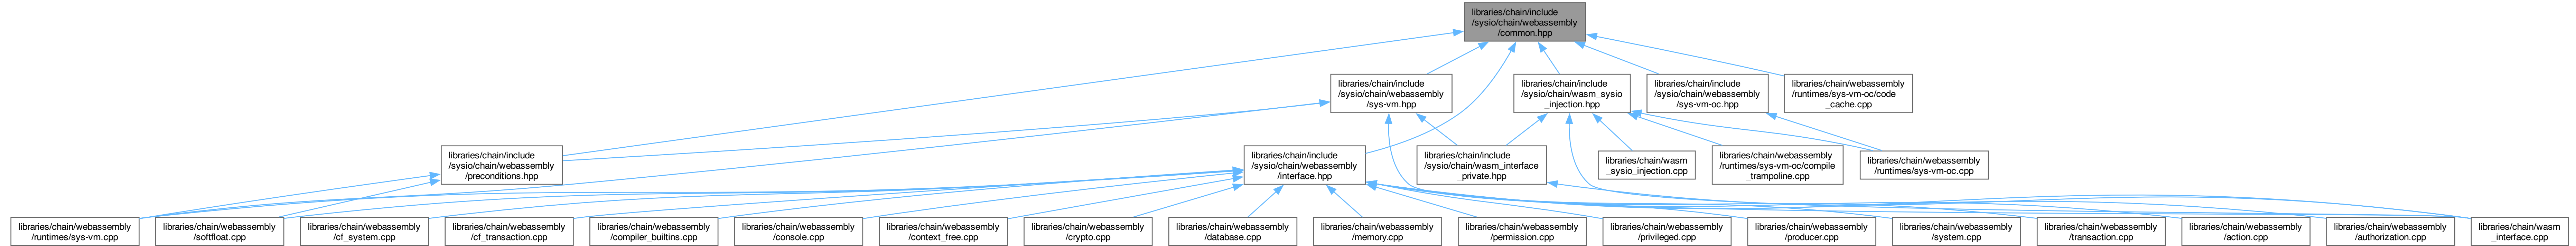 libraries/chain/include
/sysio/chain/webassembly
/common.hpp
libraries/chain/include
/sysio/chain/webassembly
/sys-vm.hpp
libraries/chain/include
/sysio/chain/wasm_sysio
_injection.hpp
libraries/chain/include
/sysio/chain/webassembly
/sys-vm-oc.hpp
libraries/chain/webassembly
/runtimes/sys-vm-oc/code
_cache.cpp
libraries/chain/include
/sysio/chain/webassembly
/preconditions.hpp
libraries/chain/include
/sysio/chain/webassembly
/interface.hpp
libraries/chain/include
/sysio/chain/wasm_interface
_private.hpp
libraries/chain/wasm
_sysio_injection.cpp
libraries/chain/webassembly
/runtimes/sys-vm-oc/compile
_trampoline.cpp
libraries/chain/webassembly
/runtimes/sys-vm-oc.cpp
libraries/chain/webassembly
/runtimes/sys-vm.cpp
libraries/chain/webassembly
/softfloat.cpp
libraries/chain/webassembly
/cf_system.cpp
libraries/chain/webassembly
/cf_transaction.cpp
libraries/chain/webassembly
/compiler_builtins.cpp
libraries/chain/webassembly
/console.cpp
libraries/chain/webassembly
/context_free.cpp
libraries/chain/webassembly
/crypto.cpp
libraries/chain/webassembly
/database.cpp
libraries/chain/webassembly
/memory.cpp
libraries/chain/webassembly
/permission.cpp
libraries/chain/webassembly
/privileged.cpp
libraries/chain/webassembly
/producer.cpp
libraries/chain/webassembly
/system.cpp
libraries/chain/webassembly
/transaction.cpp
libraries/chain/webassembly
/action.cpp
libraries/chain/webassembly
/authorization.cpp
libraries/chain/wasm
_interface.cpp